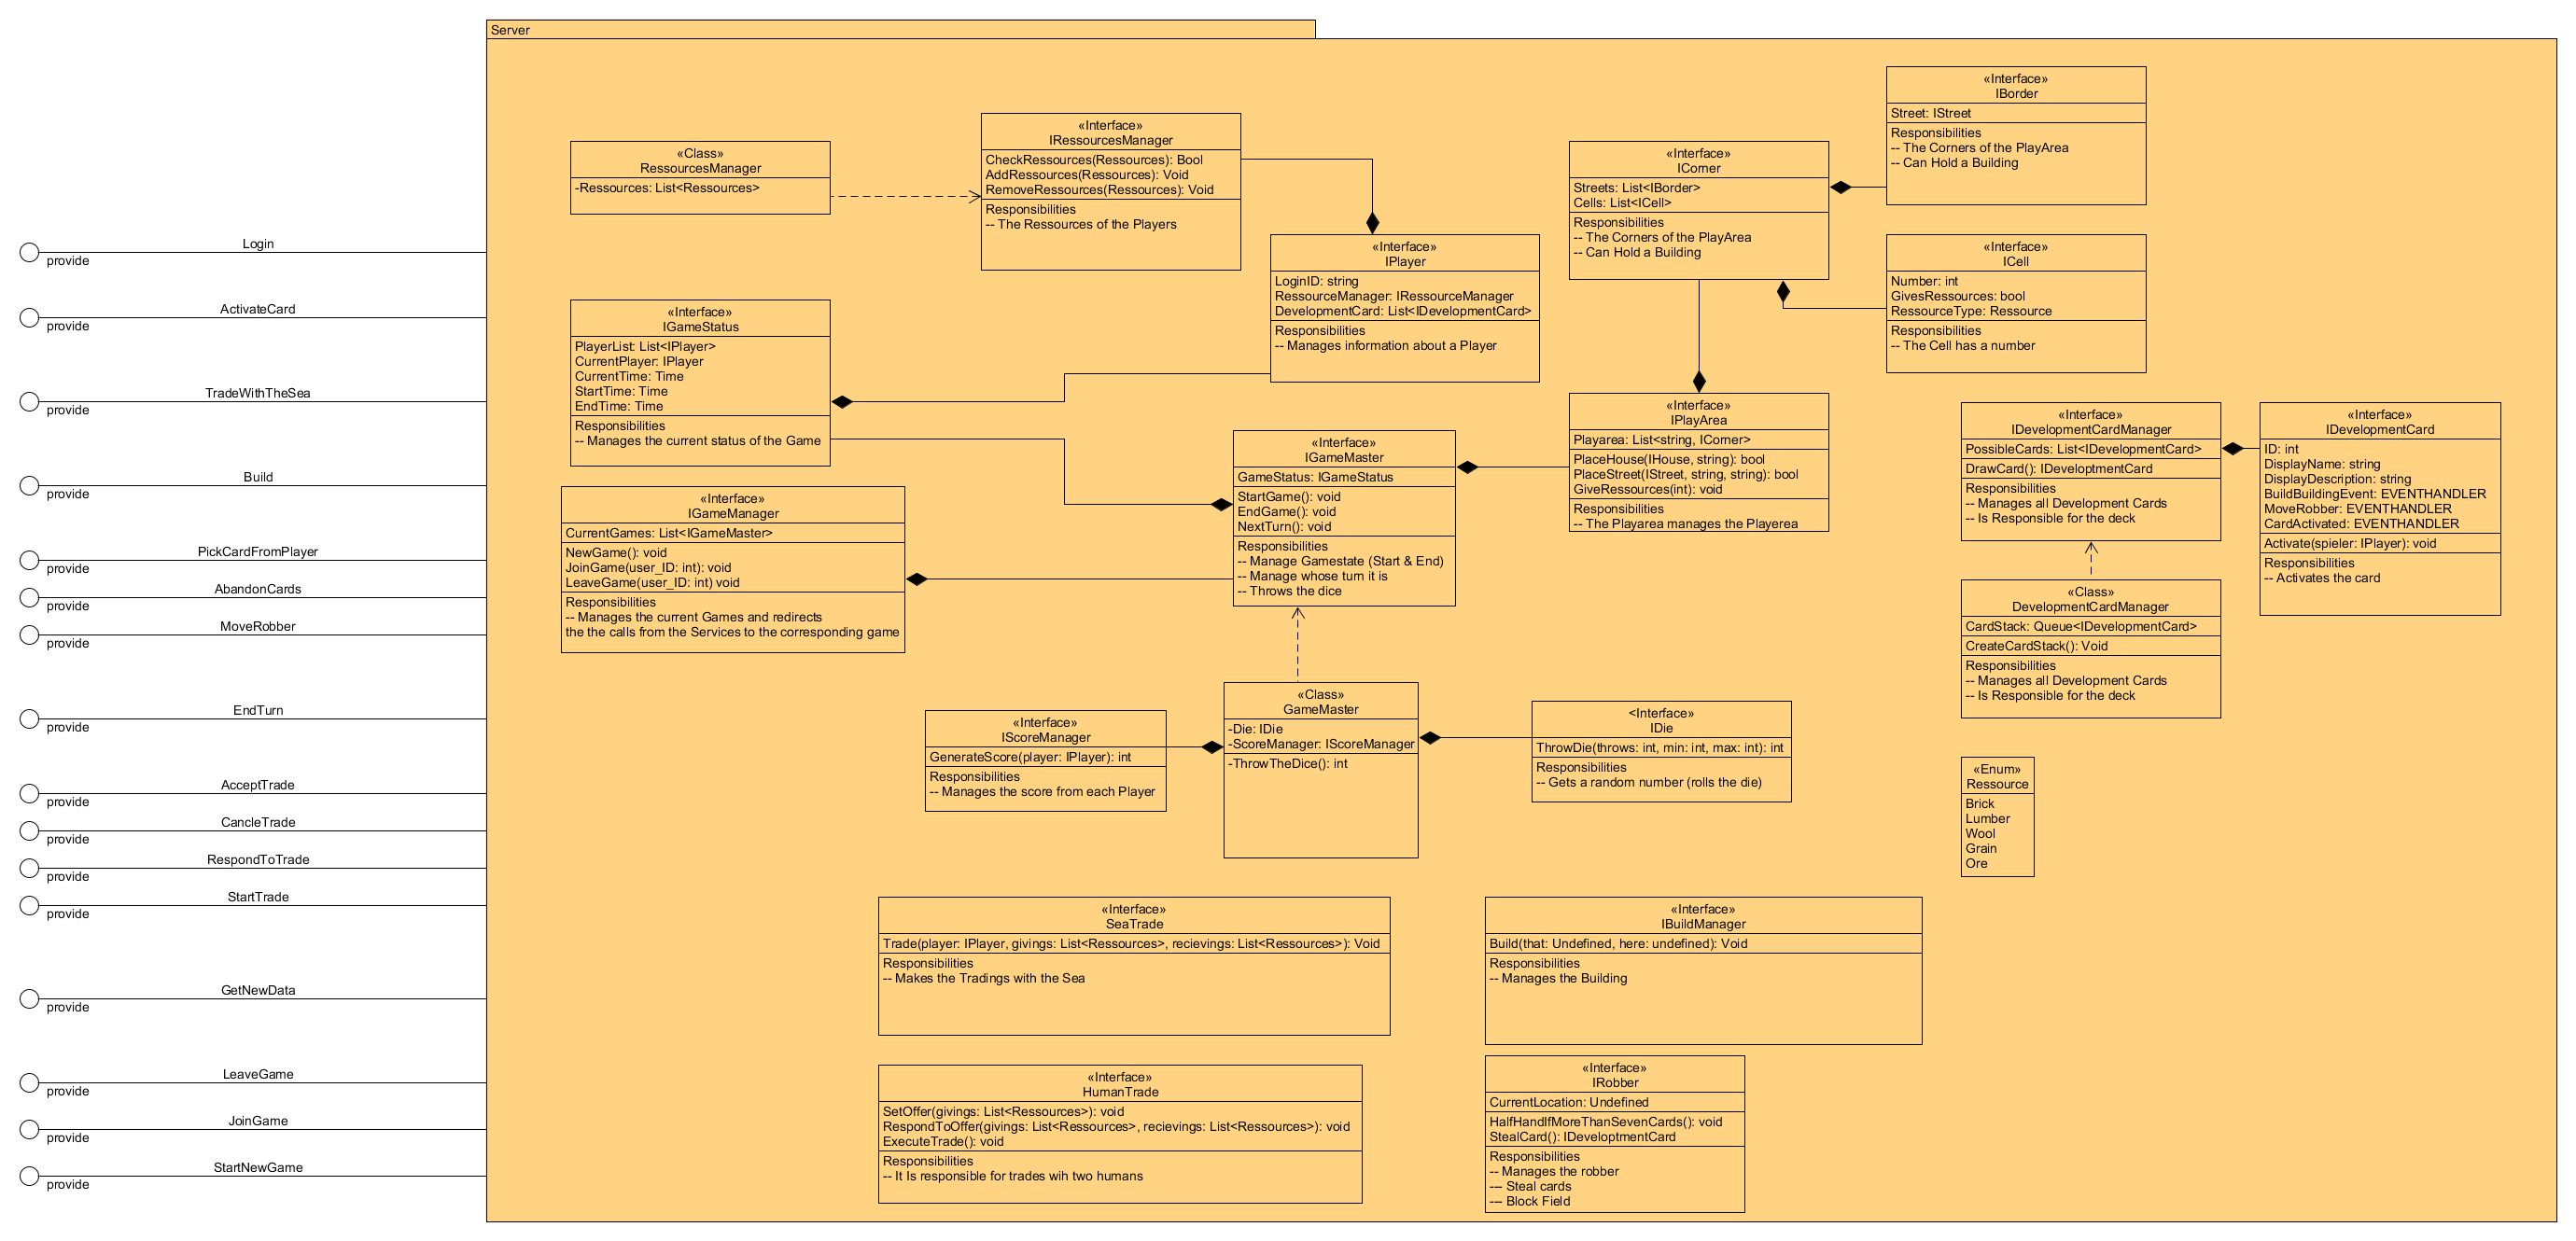 Server
Login
provide
ActivateCard
provide
TradeWithTheSea
provide
Build
provide
PickCardFromPlayer
provide
AbandonCards
provide
MoveRobber
provide
EndTurn
provide
AcceptTrade
provide
CancleTrade
provide
RespondToTrade
provide
StartTrade
provide
GetNewData
provide
LeaveGame
provide
JoinGame
provide
StartNewGame
provide
«Class»
RessourcesManager
-Ressources: List<Ressources>
«Interface»
IRessourcesManager
CheckRessources(Ressources): Bool
AddRessources(Ressources): Void
RemoveRessources(Ressources): Void
Responsibilities
-- The Ressources of the Players
«Interface»
IPlayer
LoginID: string
RessourceManager: IRessourceManager
DevelopmentCard: List<IDevelopmentCard>
Responsibilities
-- Manages information about a Player
«Interface»
ICorner
Streets: List<IBorder>
Cells: List<ICell>
Responsibilities
-- The Corners of the PlayArea
-- Can Hold a Building
«Interface»
IBorder
Street: IStreet
Responsibilities
-- The Corners of the PlayArea
-- Can Hold a Building
«Interface»
ICell
Number: int
GivesRessources: bool
RessourceType: Ressource
Responsibilities
-- The Cell has a number
«Interface»
IGameStatus
PlayerList: List<IPlayer>
CurrentPlayer: IPlayer
CurrentTime: Time
StartTime: Time
EndTime: Time
Responsibilities
-- Manages the current status of the Game
«Interface»
IGameManager
CurrentGames: List<IGameMaster>
NewGame(): void
JoinGame(user_ID: int): void
LeaveGame(user_ID: int) void
Responsibilities
-- Manages the current Games and redirects
the the calls from the Services to the corresponding game
«Interface»
IGameMaster
GameStatus: IGameStatus
StartGame(): void
EndGame(): void
NextTurn(): void
Responsibilities
-- Manage Gamestate (Start & End)
-- Manage whose turn it is
-- Throws the dice
«Interface»
IPlayArea
Playarea: List<string, ICorner>
PlaceHouse(IHouse, string): bool
PlaceStreet(IStreet, string, string): bool
GiveRessources(int): void
Responsibilities
-- The Playarea manages the Playerea
«Interface»
IDevelopmentCardManager
PossibleCards: List<IDevelopmentCard>
DrawCard(): IDeveloptmentCard
Responsibilities
-- Manages all Development Cards
-- Is Responsible for the deck
«Interface»
IDevelopmentCard
ID: int
DisplayName: string
DisplayDescription: string
BuildBuildingEvent: EVENTHANDLER
MoveRobber: EVENTHANDLER
CardActivated: EVENTHANDLER
Activate(spieler: IPlayer): void
Responsibilities
-- Activates the card
«Class»
DevelopmentCardManager
CardStack: Queue<IDevelopmentCard>
CreateCardStack(): Void
Responsibilities
-- Manages all Development Cards
-- Is Responsible for the deck
«Interface»
IScoreManager
GenerateScore(player: IPlayer): int
Responsibilities
-- Manages the score from each Player
«Class»
GameMaster
-Die: IDie
-ScoreManager: IScoreManager
-ThrowTheDice(): int
<Interface»
IDie
ThrowDie(throws: int, min: int, max: int): int
Responsibilities
-- Gets a random number (rolls the die)
«Enum»
Ressource
Brick
Lumber
Wool
Grain
Ore
«Interface»
SeaTrade
Trade(player: IPlayer, givings: List<Ressources>, recievings: List<Ressources>): Void
Responsibilities
-- Makes the Tradings with the Sea
«Interface»
IBuildManager
Build(that: Undefined, here: undefined): Void
Responsibilities
-- Manages the Building
«Interface»
HumanTrade
SetOffer(givings: List<Ressources>): void
RespondToOffer(givings: List<Ressources>, recievings: List<Ressources>): void
ExecuteTrade(): void
Responsibilities
-- It Is responsible for trades wih two humans
«Interface»
IRobber
CurrentLocation: Undefined
HalfHandIfMoreThanSevenCards(): void
StealCard(): IDeveloptmentCard
Responsibilities
-- Manages the robber
--- Steal cards
--- Block Field